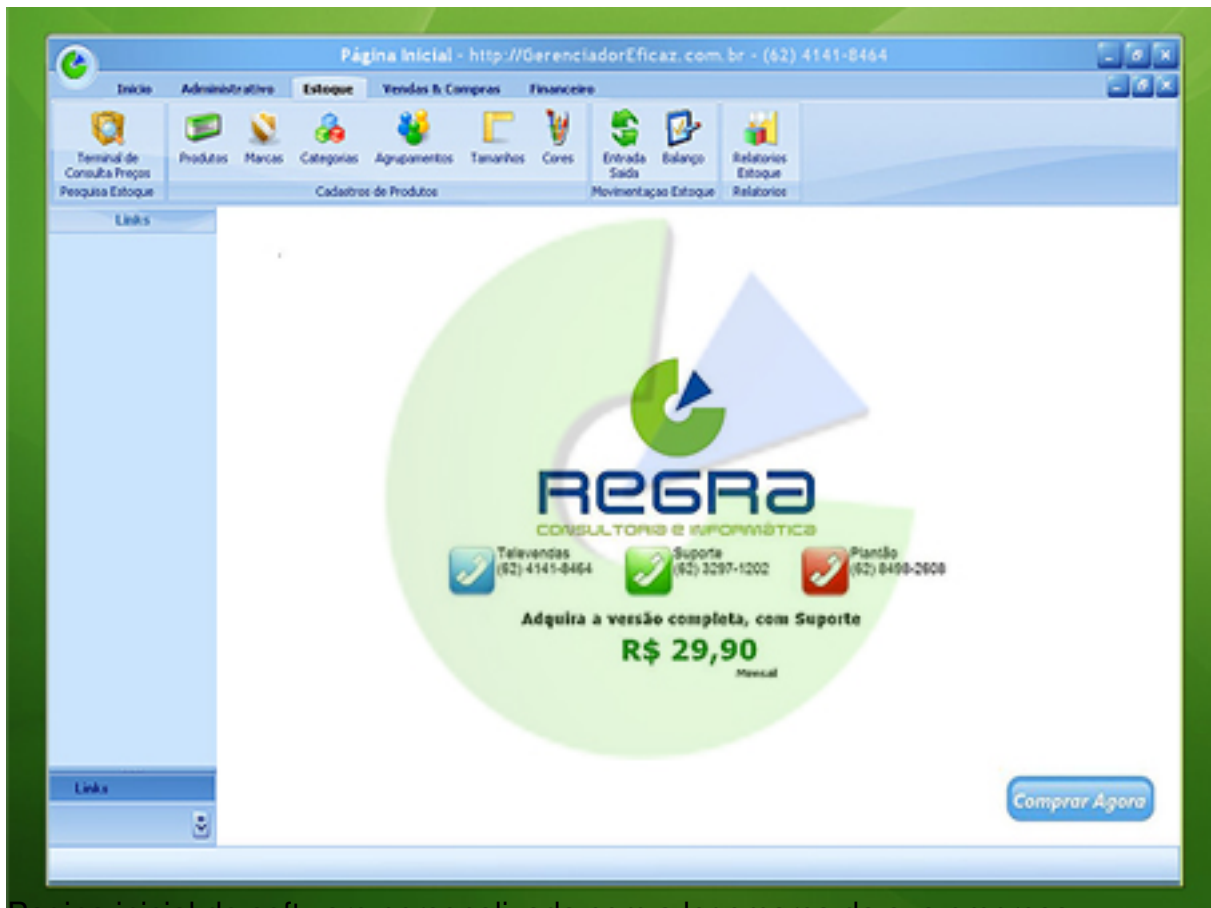 Página Inicial - http://GerenciadorEficaz.com.br - (62) 4141-8464
Início Administrativo Estoque Vendas & Compras Financeiro
Terminal de Consulta Preços
Produtos Marcas Categorias Agrupamentos Tamanhos Cores
Entrada Saida
Balanço
Relatorios Estoque
Pesquisa Estoque Cadastros de Produtos Movimentaçao Estoque Relatorios
Links
REGRA
CONSULTORIA E INFORMÁTICA
Televendas
(62) 4141-8464
Suporte
(62) 3297-1202
Plantão
(62) 8498-2608
Adquira a versão completa, com Suporte
R$ 29,90
Mensal
Links
Comprar Agora